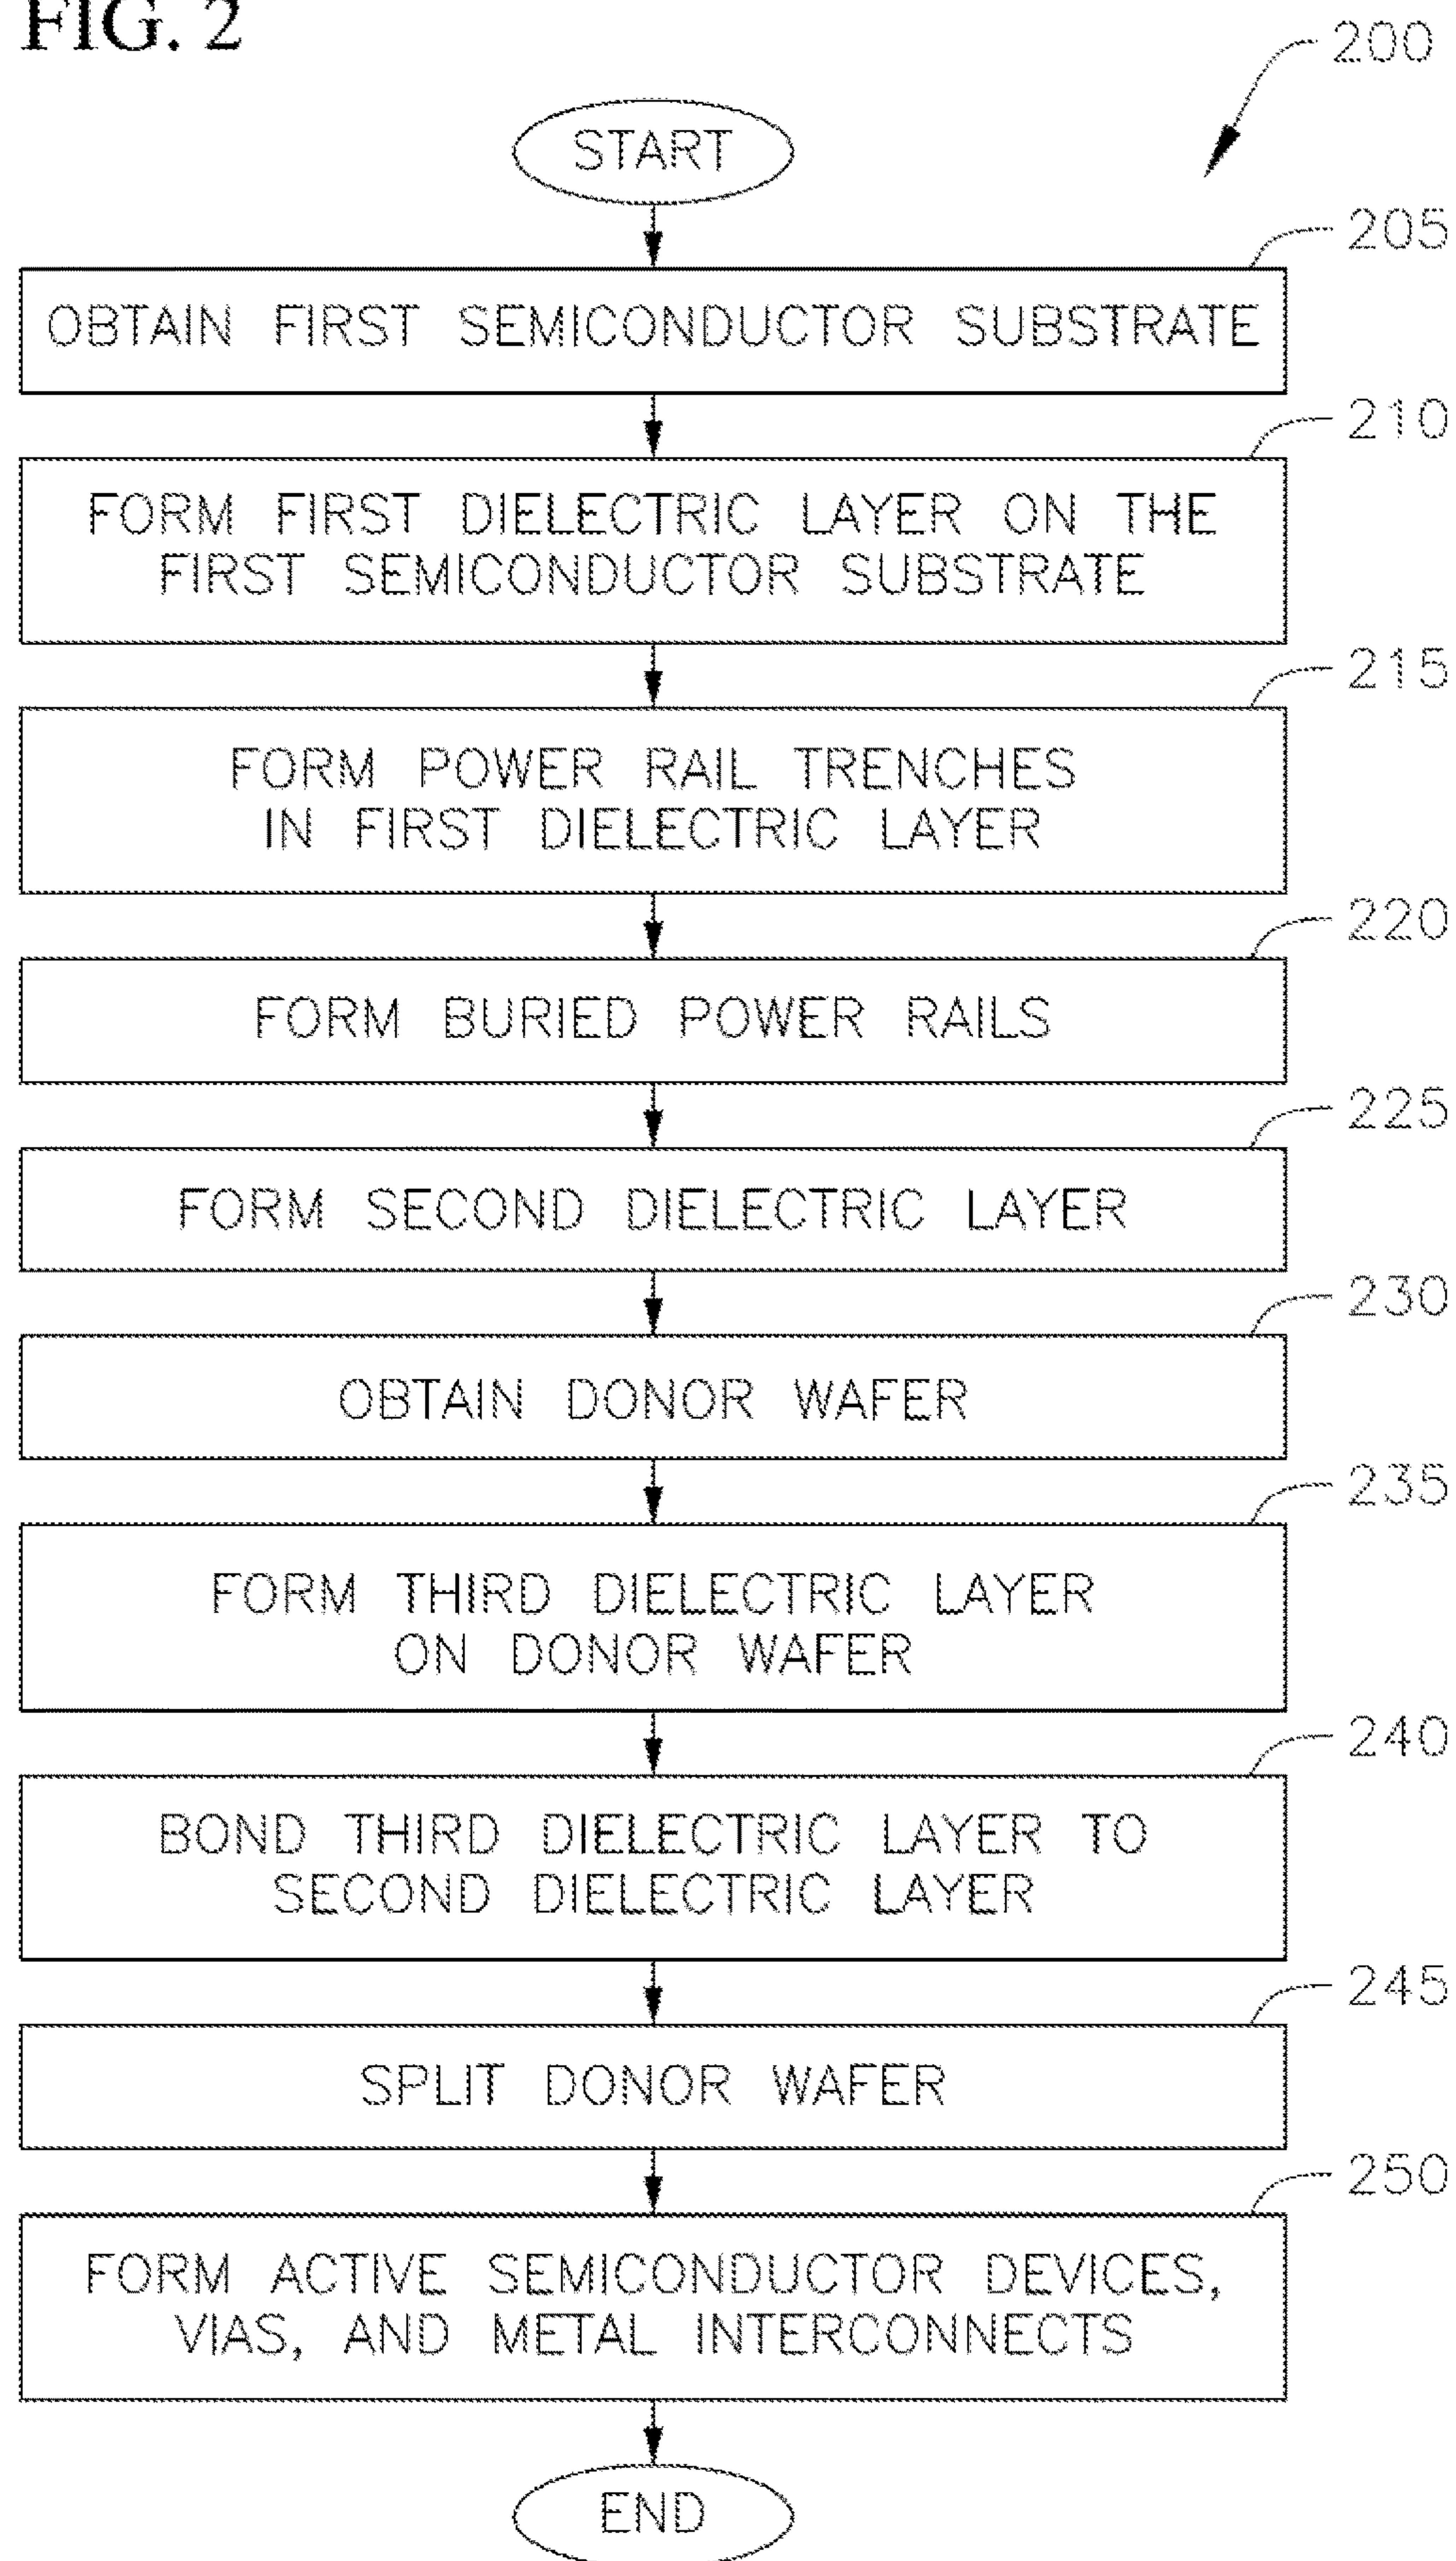 FIG. 2
200
START
205
OBTAIN FIRST SEMICONDUCTOR SUBSTRATE
210
FORM FIRST DIELECTRIC LAYER ON THE
FIRST SEMICONDUCTOR SUBSTRATE
215
FORM POWER RAIL TRENCHES
IN FIRST DIELECTRIC LAYER
220
FORM BURIED POWER RAILS
225
FORM SECOND DIELECTRIC LAYER
230
OBTAIN DONOR WAFER
235
FORM THIRD DIELECTRIC LAYER
ON DONOR WAFER
240
BOND THIRD DIELECTRIC LAYER TO
SECOND DIELECTRIC LAYER
245
SPLIT DONOR WAFER
250
FORM ACTIVE SEMICONDUCTOR DEVICES,
VIAS, AND METAL INTERCONNECTS
END